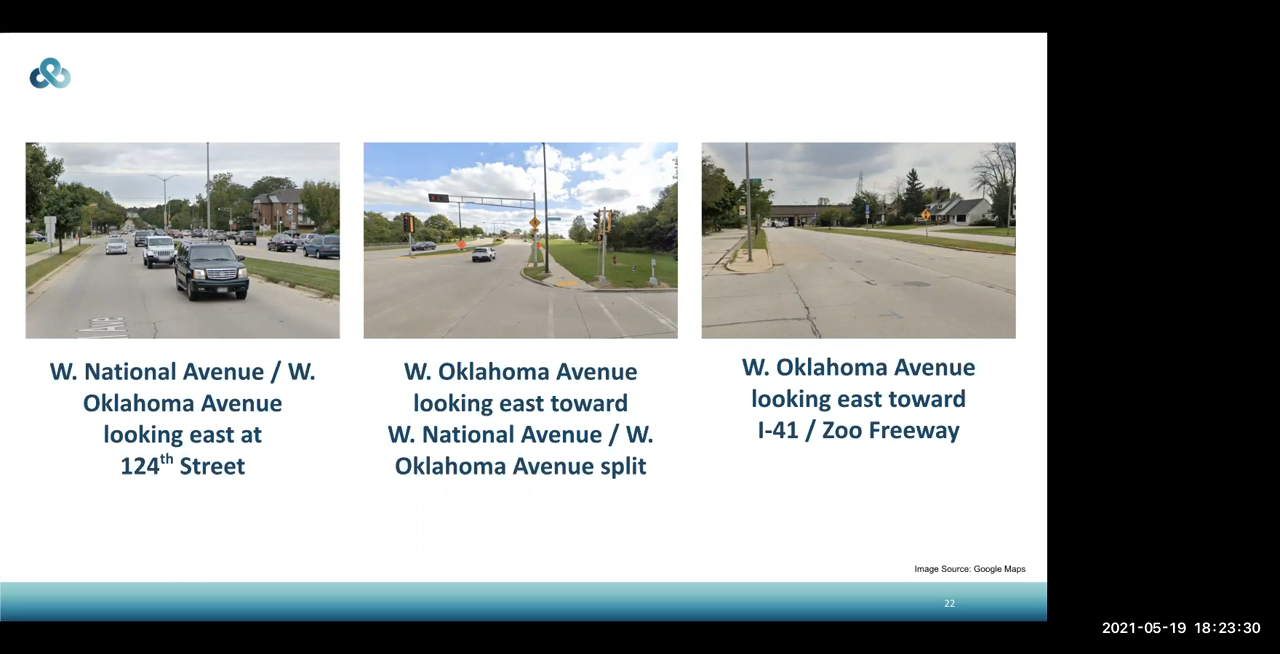 Ave
W. National Avenue / W.
Oklahoma Avenue
looking east at
124th Street
W. Oklahoma Avenue
looking east toward
W. National Avenue / W.
Oklahoma Avenue split
W. Oklahoma Avenue
looking east toward
I-41 / Zoo Freeway
Image Source: Google Maps
22
2021-05-19 18:23:30